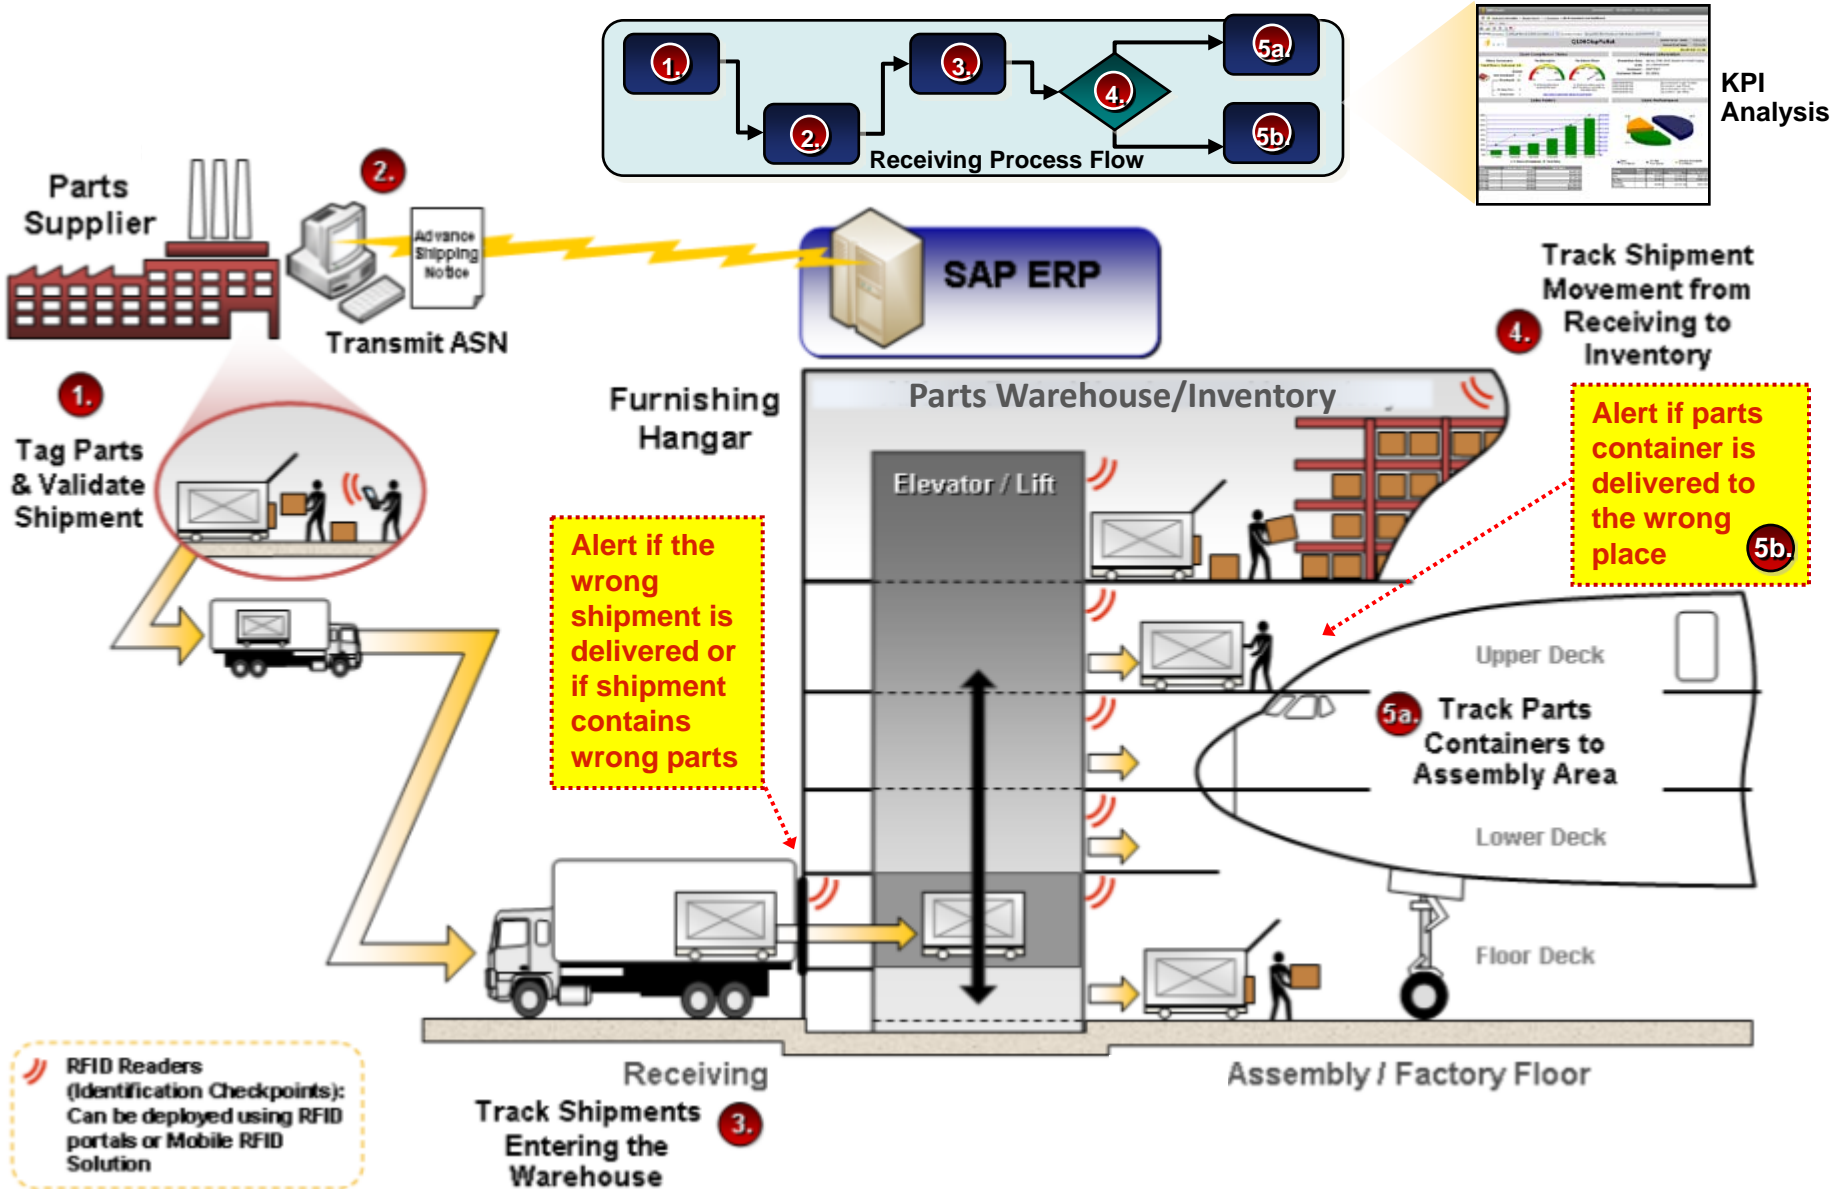 1.
2.
3.
4.
5a.
5b.
Receiving Process Flow
KPI
Analysis
Parts
Supplier
2.
Advance
Shipping
Notice
Transmit ASN
SAP ERP
Track Shipment
Movement from
4.
Receiving to
Inventory
1.
Tag Parts
& Validate
Shipment
Furnishing
Hangar
Parts Warehouse/Inventory
Elevator / Lift
Alert if parts
container is
delivered to
the wrong
place
5b.
Alert if the
wrong
shipment is
delivered or
if shipment
contains
wrong parts
Upper Deck
5a.
Track Parts
Containers to
Assembly Area
Lower Deck
Floor Deck
RFID Readers
(Identification Checkpoints):
Can be deployed using RFID
portals or Mobile RFID
Solution
Receiving
Track Shipments
3.
Entering the
Warehouse
Assembly / Factory Floor